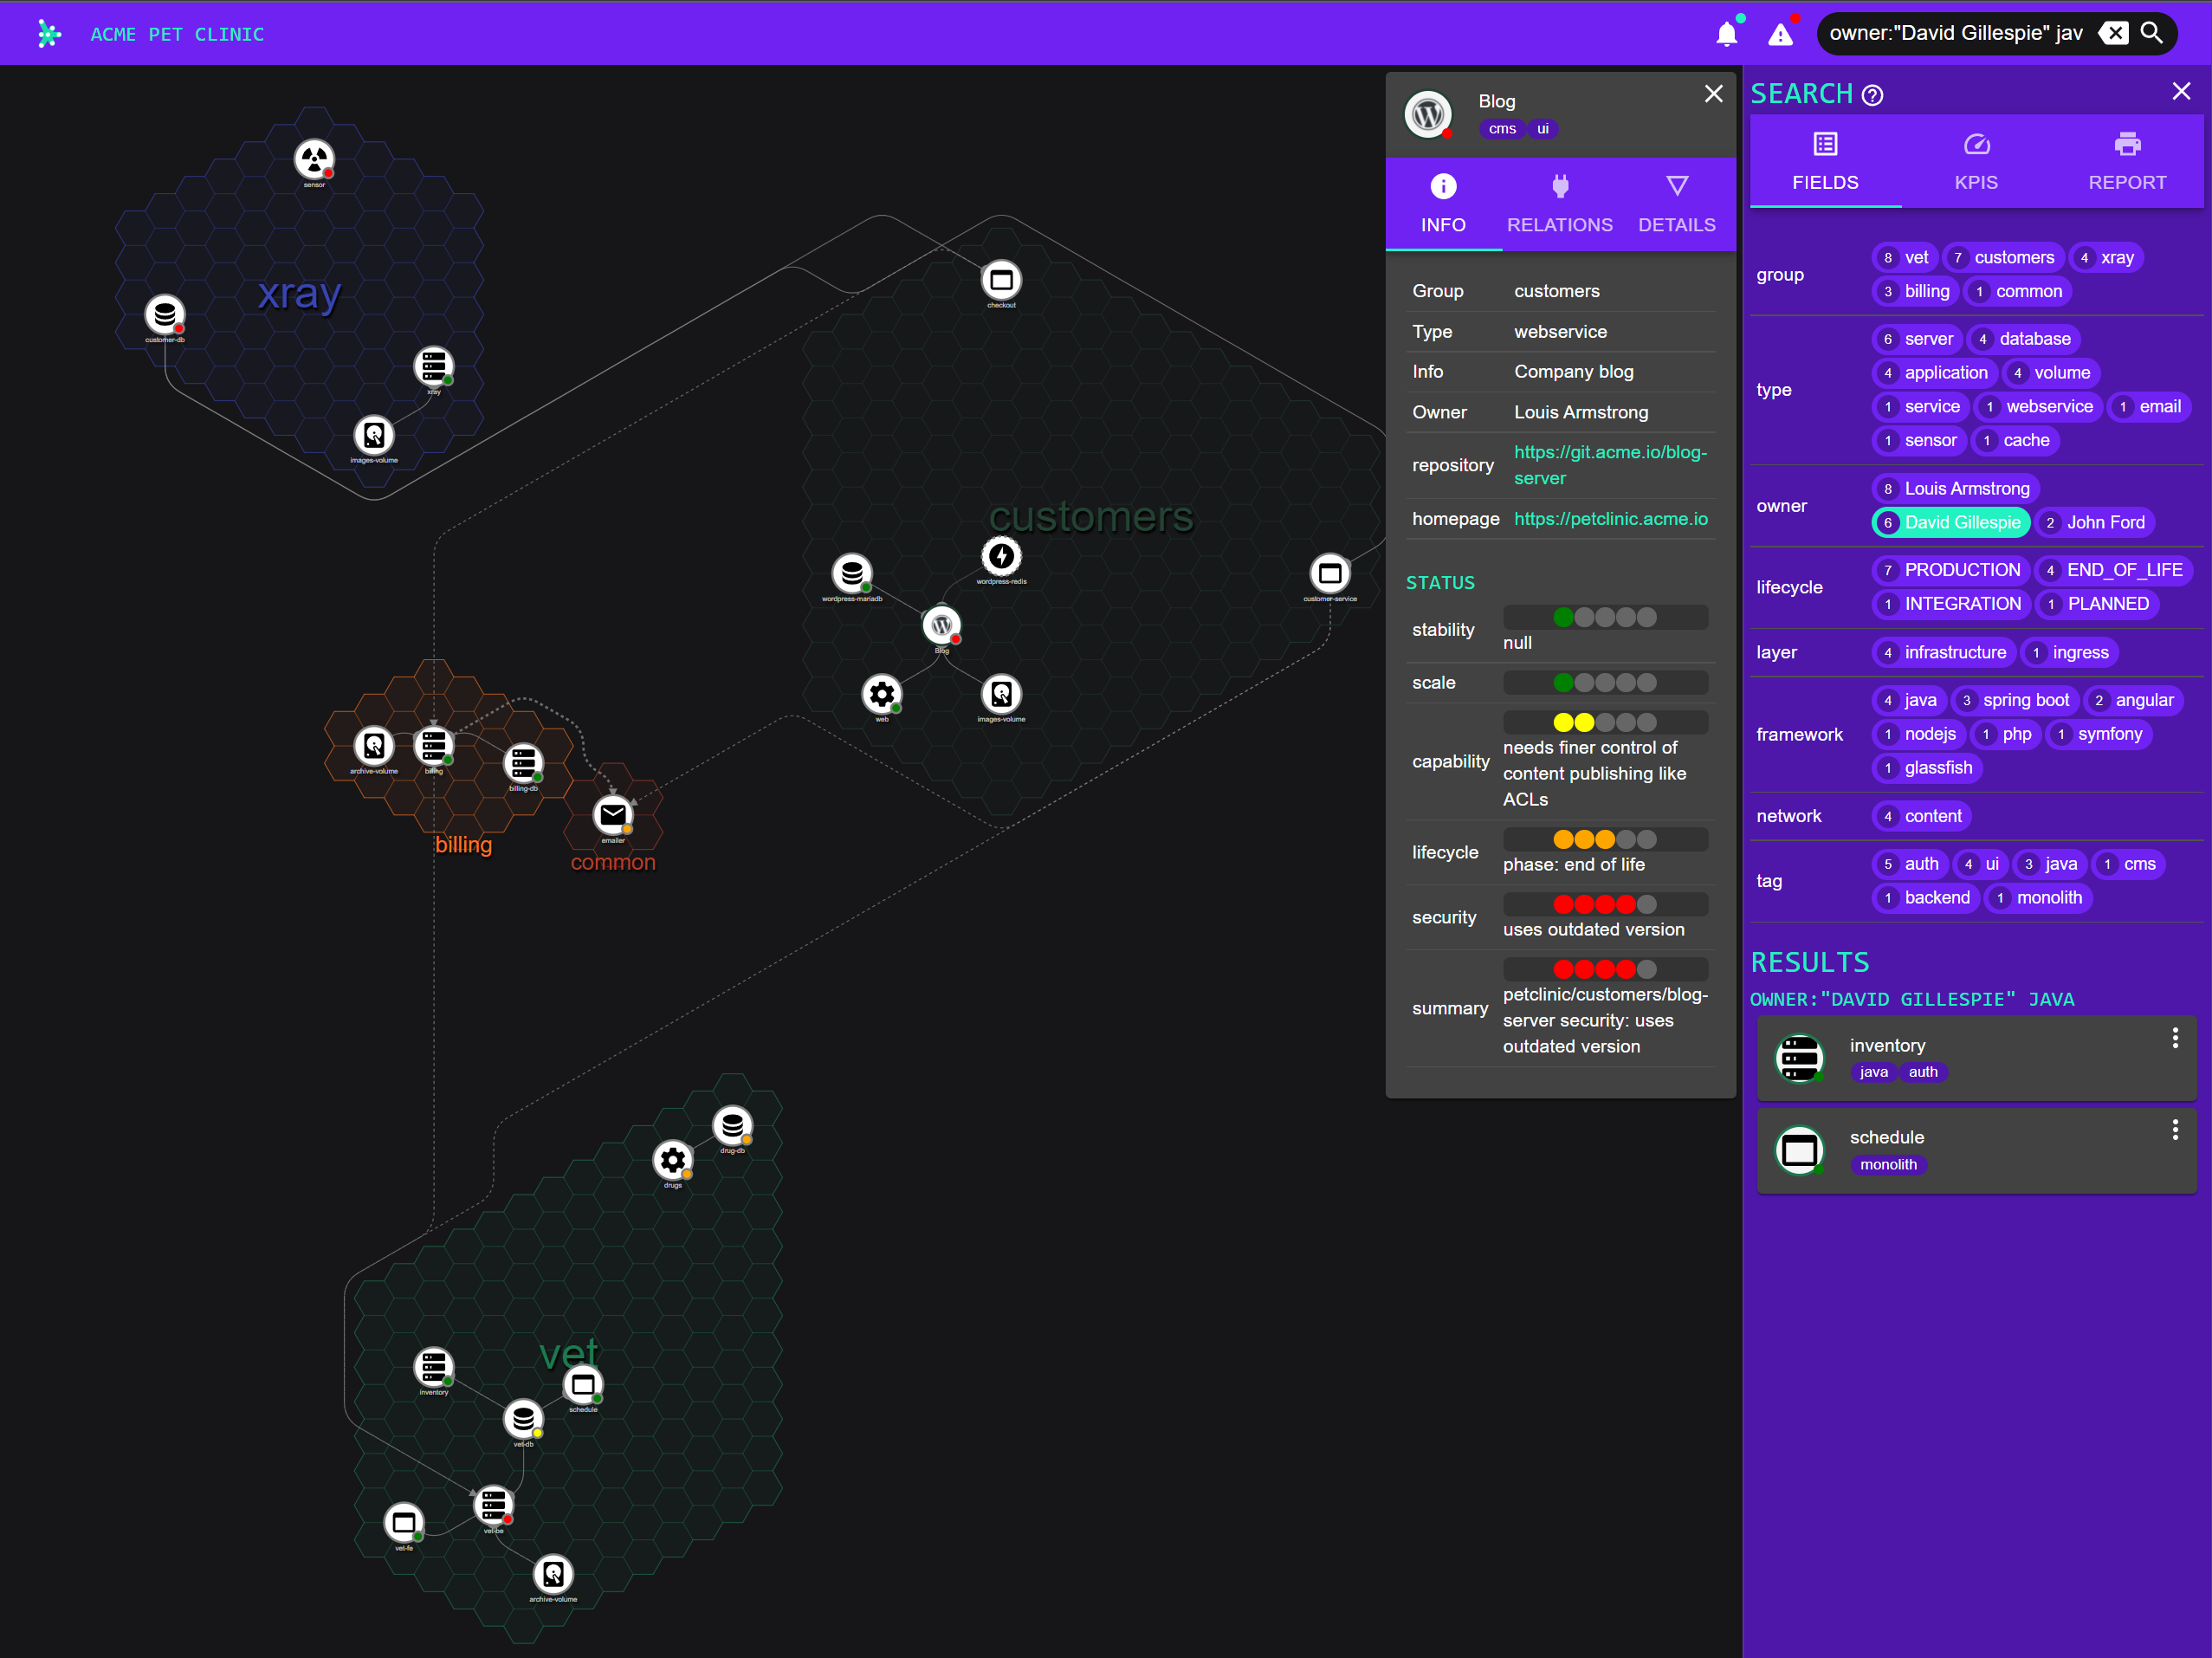 ACME PET CLINIC
owner:"David Gillespie" jav
sensor
customer-db
xray
xray
images-volume
checkout
customers
wordpress-redis
wordpress-mariadb
customer-service
Blog
web
images-volume
archive-volume
billing
billing-db
billing
emailer
common
drug-db
drugs
vet
inventory
schedule
vet-db
vet-be
vet-fe
archive-volume
Blog
cms ui
INFO RELATIONS DETAILS
Group customers
Type webservice
Info Company blog
Owner Louis Armstrong
repository https://git.acme.io/blog-
server
homepage https://petclinic.acme.io
STATUS
stability
null
scale
capability
needs finer control of
content publishing like
ACLs
lifecycle
phase: end of life
security
uses outdated version
summary
petclinic/customers/blog-
server security: uses
outdated version
SEARCH ?
FIELDS KPIS REPORT
group
8 vet 7 customers 4 xray
3 billing 1 common
type
6 server 4 database
4 application 4 volume
1 service 1 webservice 1 email
1 sensor 1 cache
owner
8 Louis Armstrong
6 David Gillespie 2 John Ford
lifecycle
7 PRODUCTION 4 END_OF_LIFE
1 INTEGRATION 1 PLANNED
layer
4 infrastructure 1 ingress
framework
4 java 3 spring boot 2 angular
1 nodejs 1 php 1 symfony
1 glassfish
network
4 content
tag
5 auth 4 ui 3 java 1 cms
1 backend 1 monolith
RESULTS
OWNER:"DAVID GILLESPIE" JAVA
inventory
java auth
schedule
monolith